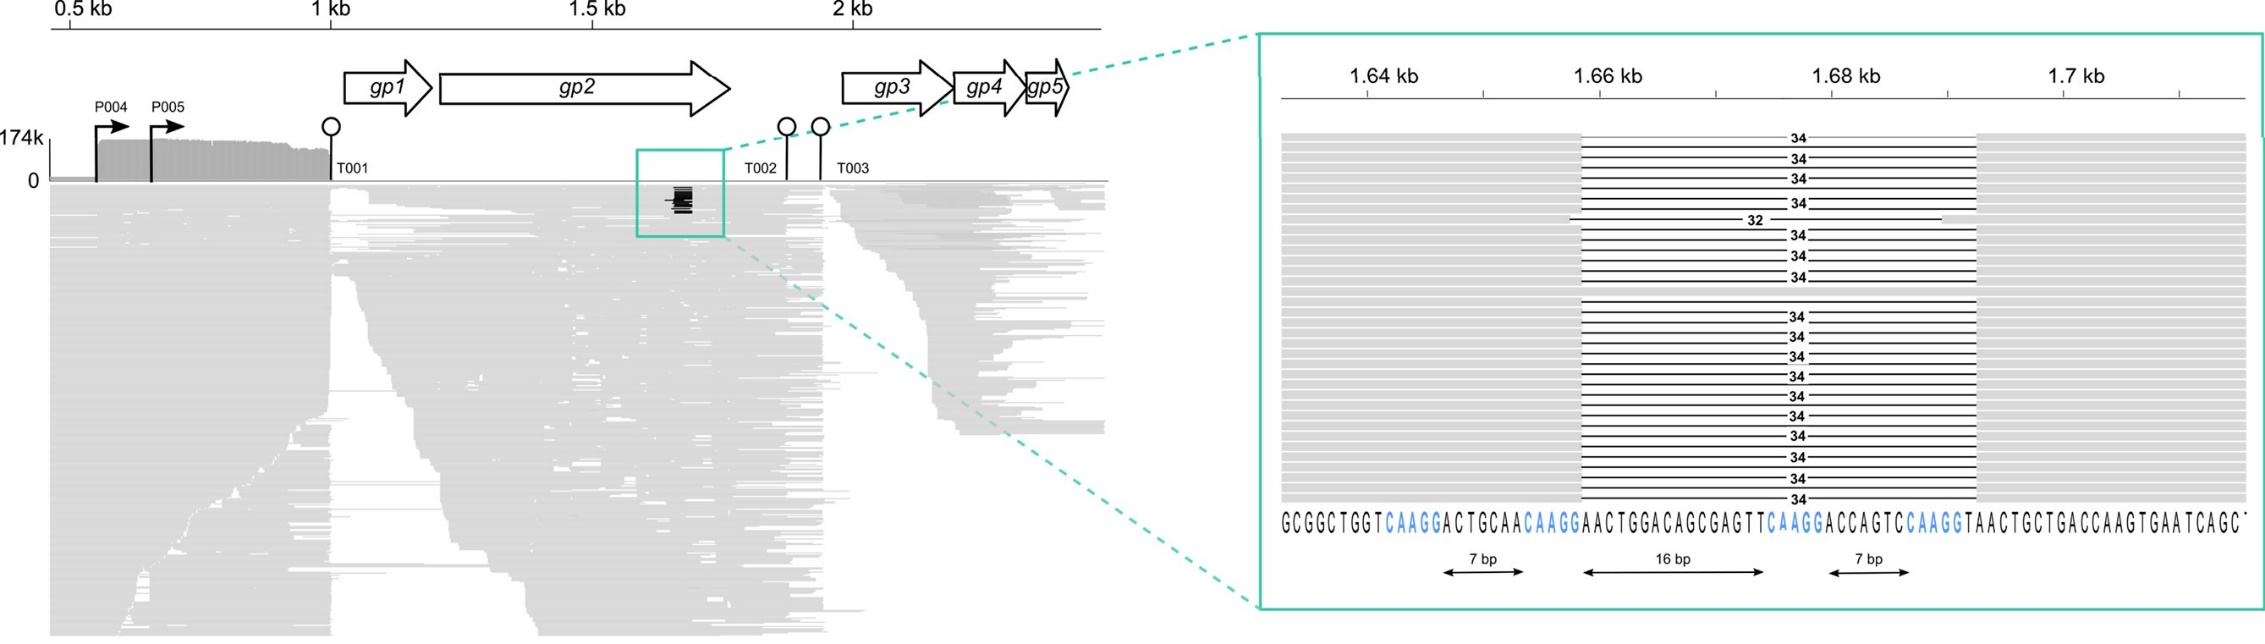 0.5 kb 1 kb 1.5 kb 2 kb
gp1 gp2 gp3 gp4 gp5
P004 P005
174k
0
T001 T002 T003
1.64 kb 1.66 kb 1.68 kb 1.7 kb
34
34
34
34
32
34
34
34
34
34
34
34
34
34
34
34
34
34
GCGGCTGGTCAAGGACTGCAACAAGGAACTGGACAGCGAGTTCAAGGACCAGTCCAAGGTAACTGCTGACCAAGTGAATCAGC
7 bp 16 bp 7 bp